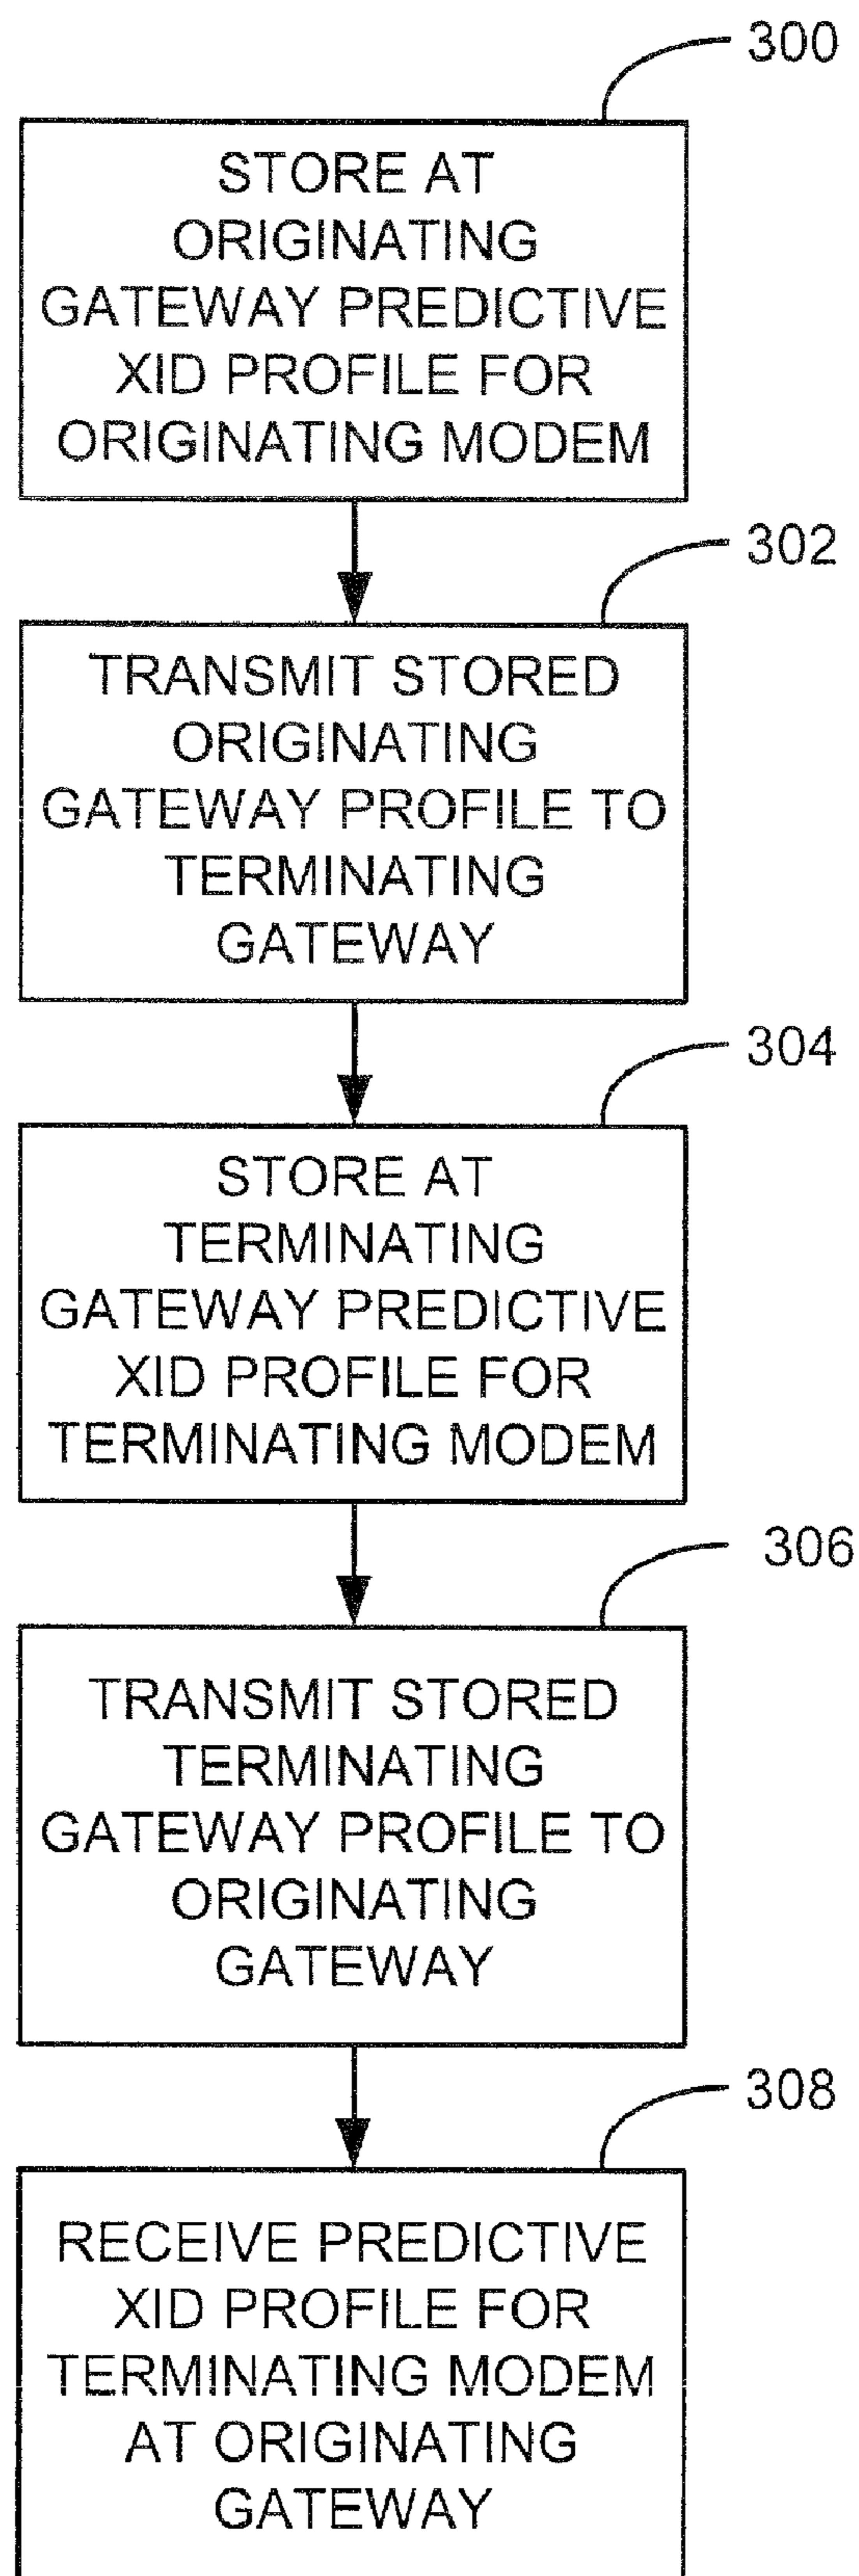 300
STORE AT
ORIGINATING
GATEWAY PREDICTIVE
XID PROFILE FOR
ORIGINATING MODEM
302
TRANSMIT STORED
ORIGINATING
GATEWAY PROFILE TO
TERMINATING
GATEWAY
304
STORE AT
TERMINATING
GATEWAY PREDICTIVE
XID PROFILE FOR
TERMINATING MODEM
306
TRANSMIT STORED
TERMINATING
GATEWAY PROFILE TO
ORIGINATING
GATEWAY
308
RECEIVE PREDICTIVE
XID PROFILE FOR
TERMINATING MODEM
AT ORIGINATING
GATEWAY